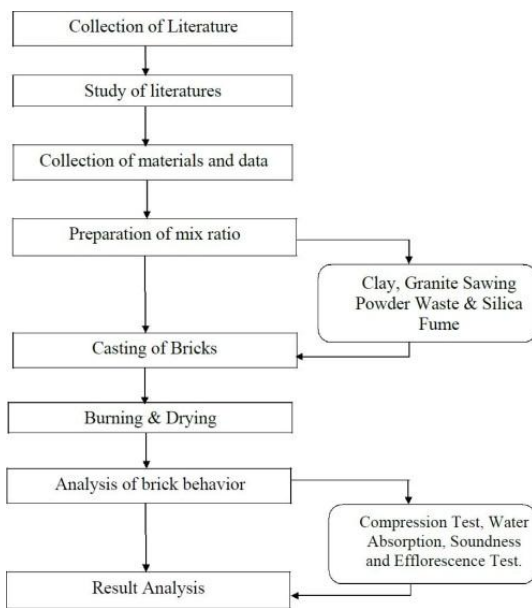 Collection of Literature
Study of literatures
Collection of materials and data
Preparation of mix ratio
Clay, Granite Sawing
Powder Waste & Silica
Fume
Casting of Bricks
Burning & Drying
Analysis of brick behavior
Compression Test, Water
Absorption, Soundness
and Efflorescence Test.
Result Analysis